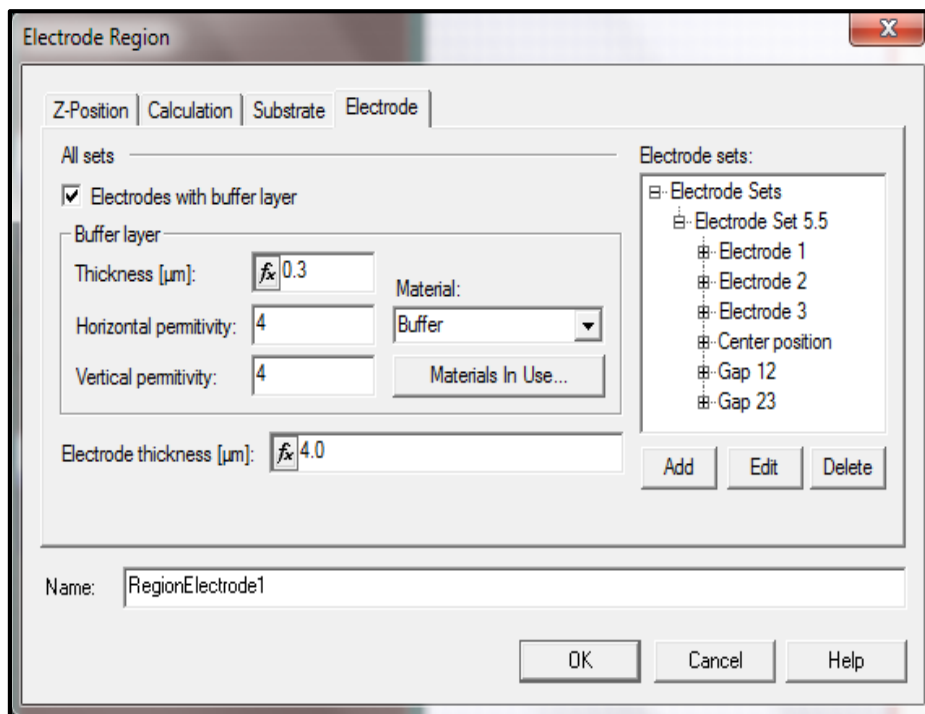 Electrode Region
X
Z-Position Calculation Substrate Electrode
All sets
Electrodes with buffer layer
Buffer layer
Thickness [µm]: fx 0.3
Material:
Horizontal permitivity: 4 Buffer
Vertical permitivity: 4 Materials In Use...
Electrode thickness [µm]: fx 4.0
Electrode sets:
Electrode Sets
Electrode Set 5.5
Electrode 1
Electrode 2
Electrode 3
Center position
Gap 12
Gap 23
Add Edit Delete
Name: RegionElectrode1
OK Cancel Help